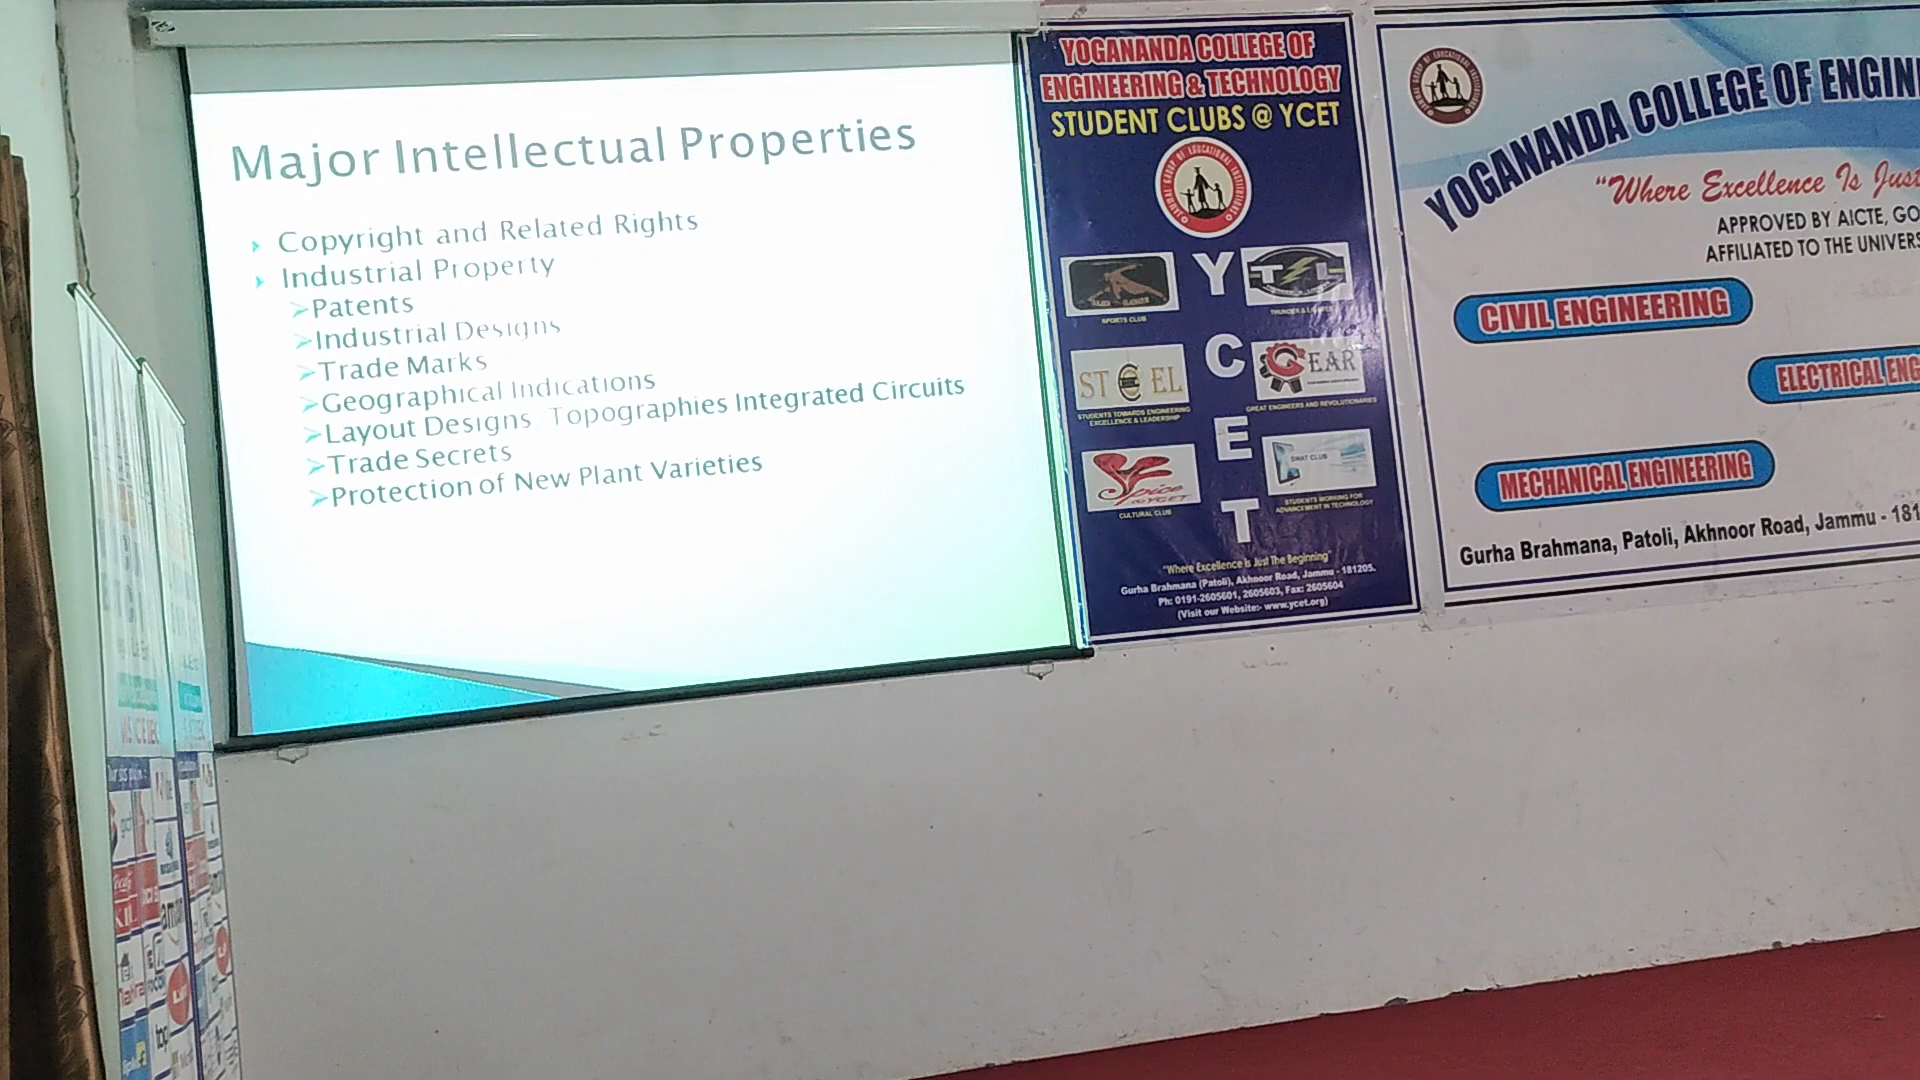 Major Intellectual Properties
Copyright and Related Rights
Industrial Property
Patents
Industrial Designs
Trade Marks
Geographical Indications
Layout Designs Topographies Integrated Circuits
Trade Secrets
Protection of New Plant Varieties
YOGANANDA COLLEGE OF
ENGINEERING & TECHNOLOGY
STUDENT CLUBS @ YCET
Y
C
E
T
SPORTS CLUB
ST EL
STUDENTS TOWARDS ENGINEERING
EXCELLENCE & LEADERSHIP
GEAR
GREAT ENGINEERS AND REVOLUTIONARIES
Spice
CULTURAL CLUB
SWAT CLUB
STUDENTS WORKING FOR
ADVANCEMENT IN TECHNOLOGY
"Where Excellence is Just The Beginning"
Gurha Brahmana (Patoli), Akhnoor Road, Jammu - 181205.
Ph: 0191-2605601, 2605603, Fax: 2605604
(Visit our Website:- www.ycet.org)
YOGANANDA COLLEGE OF ENGIN
"Where Excellence Is Just
APPROVED BY AICTE, GO
AFFILIATED TO THE UNIVERS
CIVIL ENGINEERING
ELECTRICAL ENG
MECHANICAL ENGINEERING
Gurha Brahmana, Patoli, Akhnoor Road, Jammu - 181